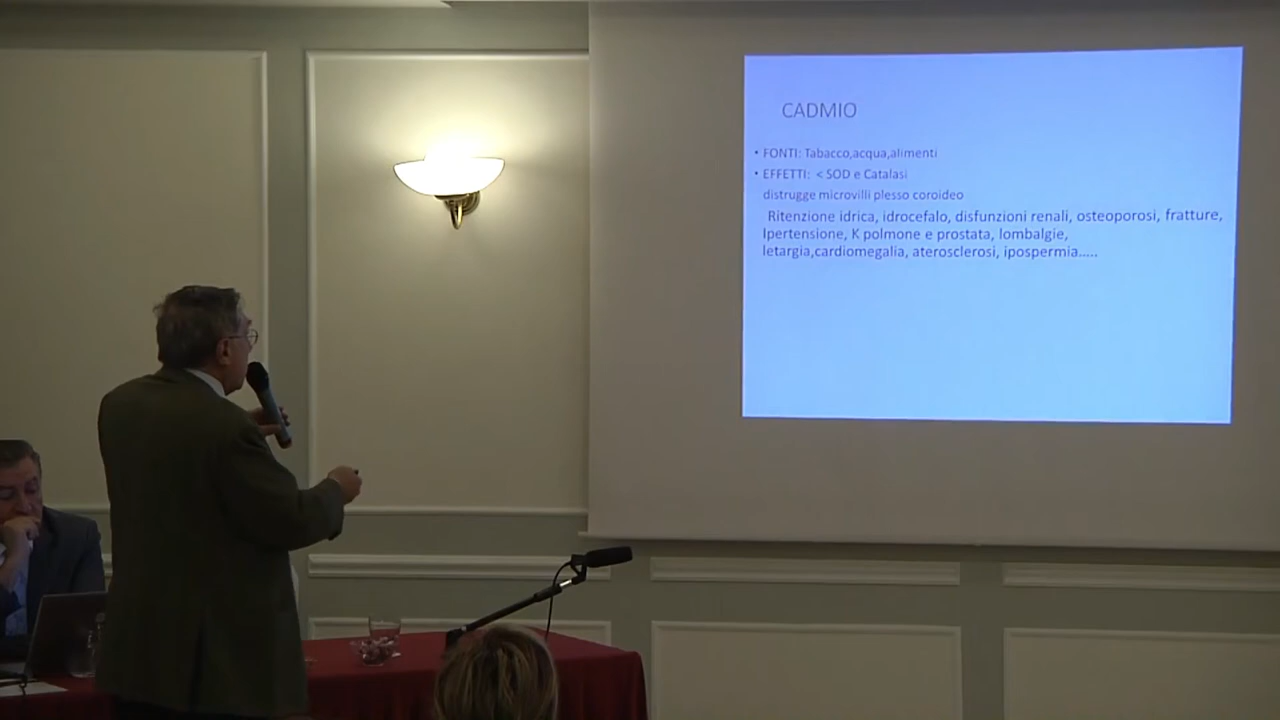 CADMIO
• FONTI: Tabacco,acqua,alimenti
• EFFETTI: < SOD e Catalasi
distrugge microvilli plesso coroideo
Ritenzione idrica, idrocefalo, disfunzioni renali, osteoporosi, fratture,
Ipertensione, K polmone e prostata, lombalgie,
letargia,cardiomegalia, aterosclerosi, ipospermia.....